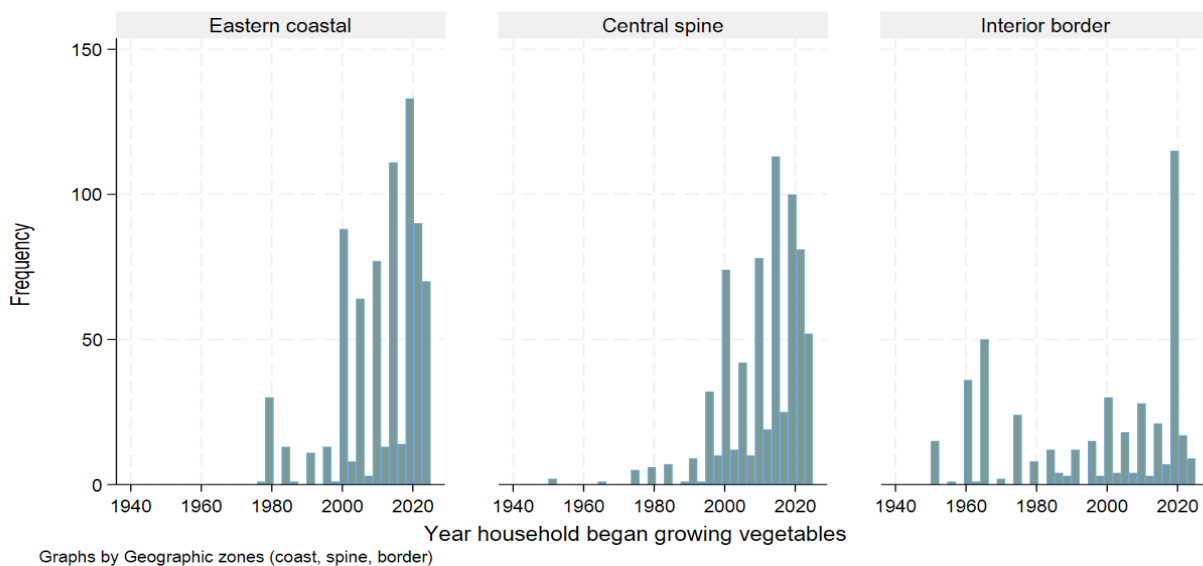 Eastern coastal
Central spine
Interior border
Frequency
150
100
50
0
1940 1960 1980 2000 2020
1940 1960 1980 2000 2020
1940 1960 1980 2000 2020
Year household began growing vegetables
Graphs by Geographic zones (coast, spine, border)